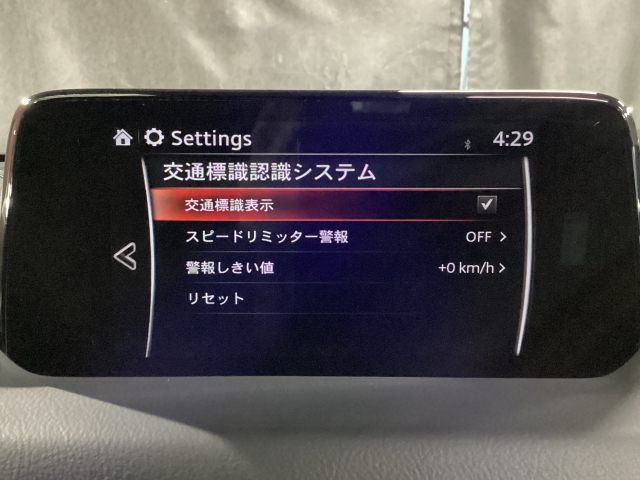 Settings 4:29
交通標識認識システム
交通標識表示
スピードリミッター警報 OFF
警報しきい値 +0 km/h
リセット